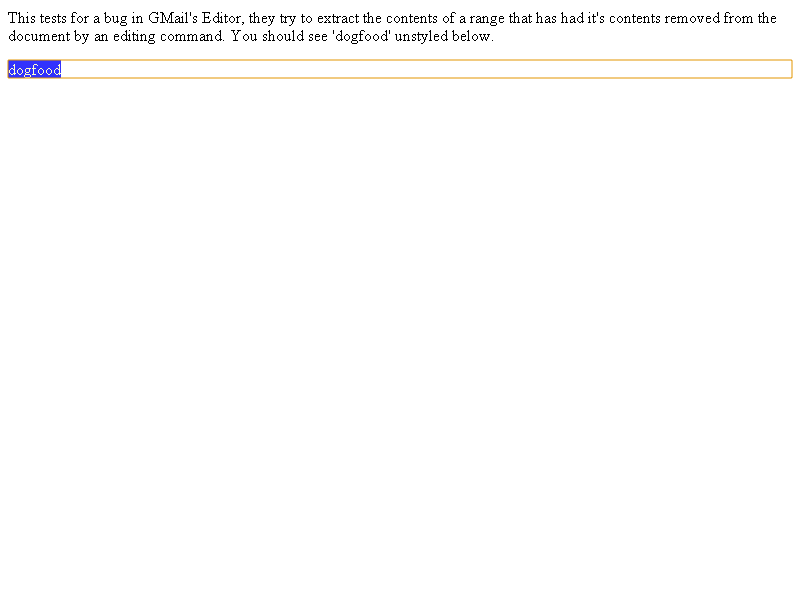 This tests for a bug in GMail's Editor, they try to extract the contents of a range that has had it's contents removed from the
document by an editing command. You should see 'dogfood' unstyled below.
dogfood